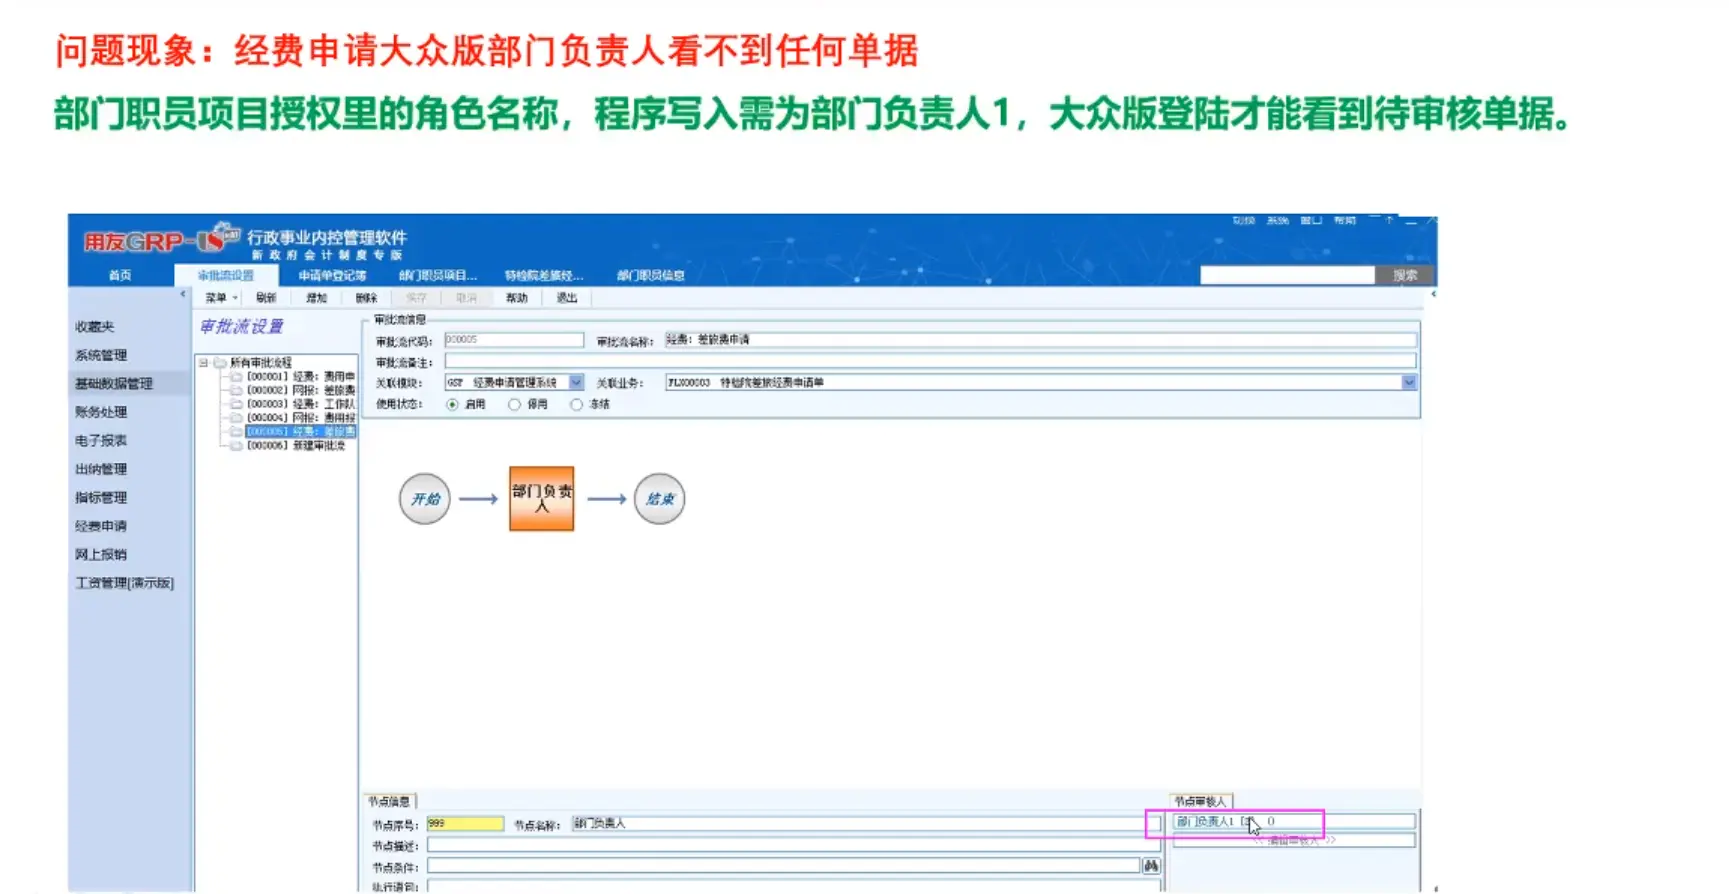 问题现象：经费申请大众版部门负责人看不到任何单据
部门职员项目授权里的角色名称，程序写入需为部门负责人1，大众版登陆才能看到待审核单据。
切换 系统 窗口 帮助
用友GRP-U8 行政事业内控管理软件
新政府会计制度专版
首页 审批流设置 申请单登记簿 部门职员项目... 特检院差旅经... 部门职员信息 搜索
菜单 刷新 增加 删除 保存 取消 帮助 退出
收藏夹
系统管理
基础数据管理
账务处理
电子报表
出纳管理
指标管理
经费申请
网上报销
工资管理[演示版]
审批流设置
所有审批流程
[000001] 经费：费用申
[000002] 网报：差旅费
[000003] 经费：工作队
[000004] 网报：费用报
[000005] 经费：差旅费
[000006] 新建审批流
审批流信息
审批流代码： 000005 审批流名称： 经费：差旅费申请
审批流备注：
关联模块： GSP 经费申请管理系统 关联业务： FLX00003 特检院差旅经费申请单
使用状态： 启用 停用 冻结
开始
部门负责
人
结束
节点信息
节点序号： 999 节点名称： 部门负责人
节点描述：
节点条件：
执行语句：
节点审核人
部门负责人1
<< 编辑审核人 >>